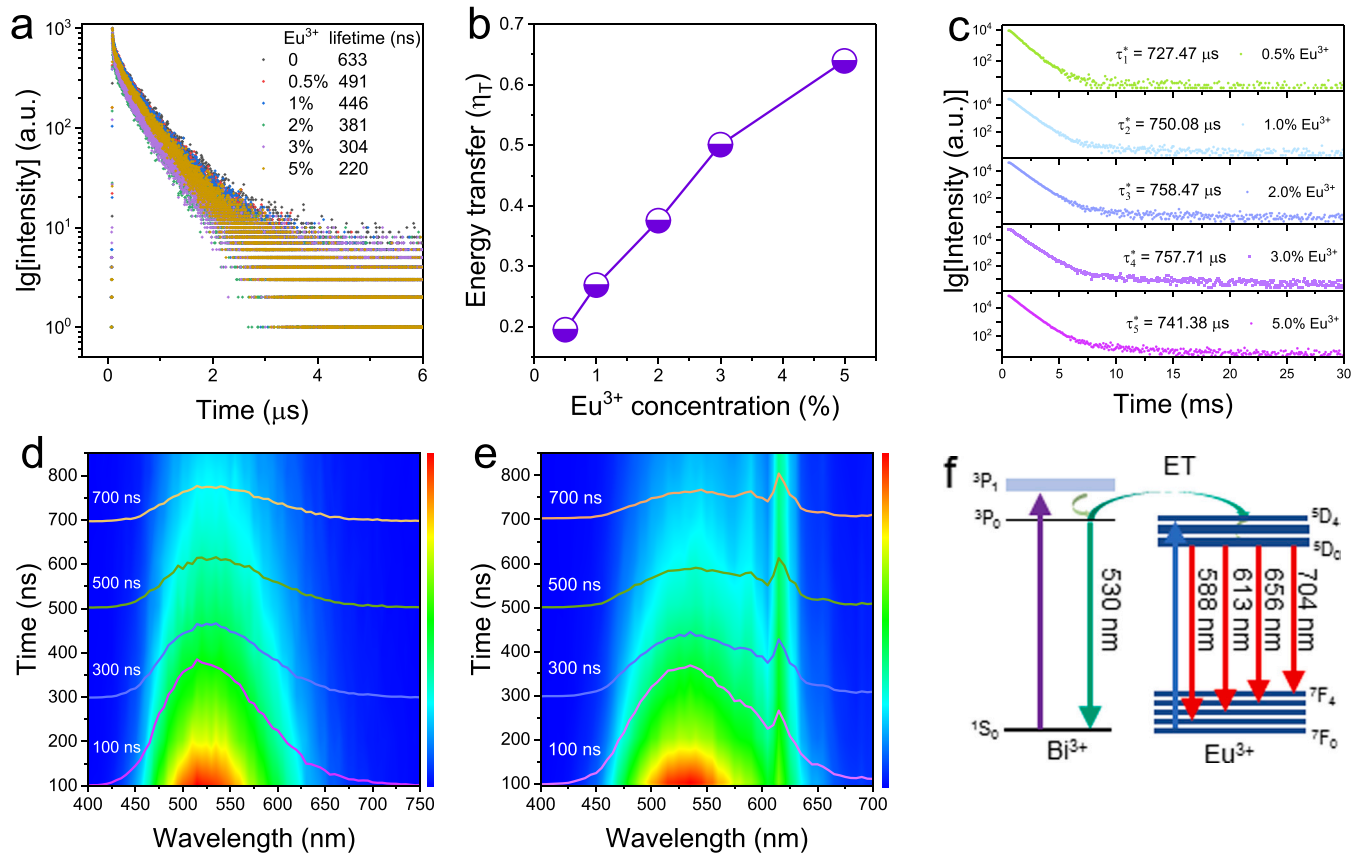 a
lg[intensity] (a.u.)
10³
10²
10¹
10⁰
Eu³⁺ lifetime (ns)
0 633
0.5% 491
1% 446
2% 381
3% 304
5% 220
0 2 4 6
Time (μs)
b
Energy transfer (ηT)
0.7
0.6
0.5
0.4
0.3
0.2
0 1 2 3 4 5
Eu³⁺ concentration (%)
c
lg[Intensity (a.u.)]
10⁴
10²
τ₁* = 727.47 μs 0.5% Eu³⁺
10⁴
10²
τ₂* = 750.08 μs 1.0% Eu³⁺
10⁴
10²
τ₃* = 758.47 μs 2.0% Eu³⁺
10⁴
10²
τ₄* = 757.71 μs 3.0% Eu³⁺
10⁴
10²
τ₅* = 741.38 μs 5.0% Eu³⁺
0 5 10 15 20 25 30
Time (ms)
d
Time (ns)
800
700
600
500
400
300
200
100
700 ns
500 ns
300 ns
100 ns
400 450 500 550 600 650 700 750
Wavelength (nm)
e
Time (ns)
800
700
600
500
400
300
200
100
700 ns
500 ns
300 ns
100 ns
400 450 500 550 600 650 700
Wavelength (nm)
f
ET
³P₁
³P₀
¹S₀
530 nm
Bi³⁺
⁵D₄
⁵D₀
588 nm
613 nm
656 nm
704 nm
⁷F₄
⁷F₀
Eu³⁺